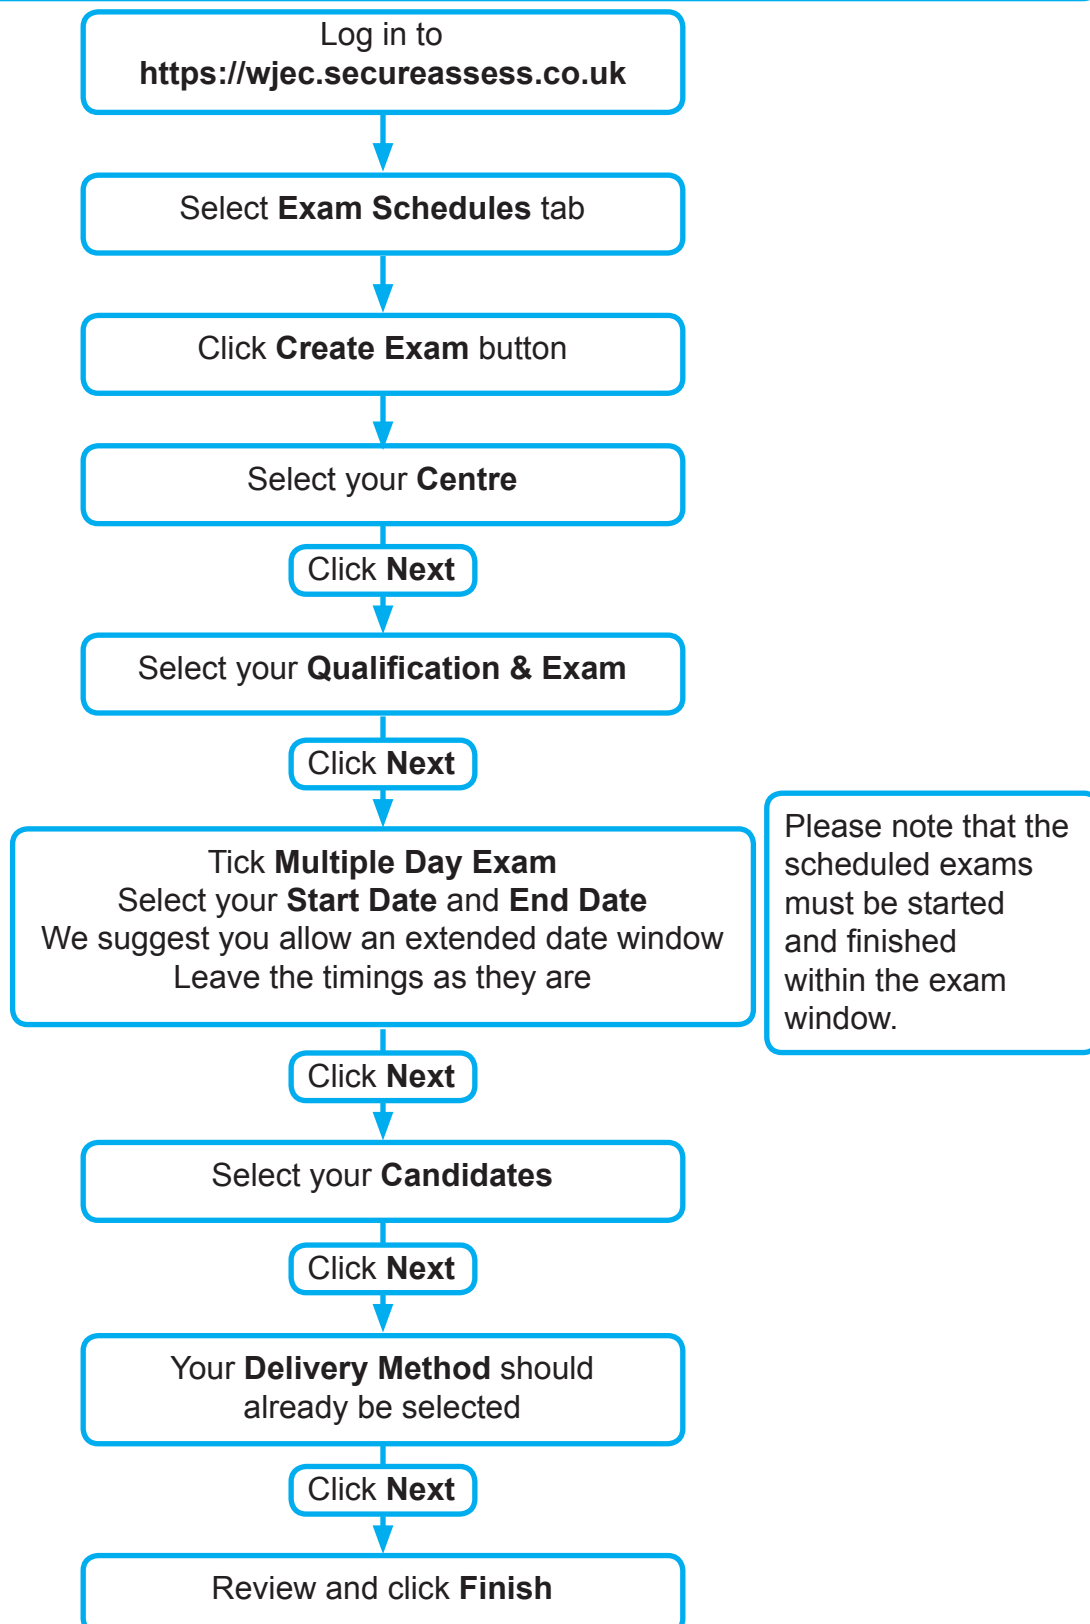 Log in to
https://wjec.secureassess.co.uk
Select Exam Schedules tab
Click Create Exam button
Select your Centre
Click Next
Select your Qualification & Exam
Click Next
Tick Multiple Day Exam
Select your Start Date and End Date
We suggest you allow an extended date window
Leave the timings as they are
Please note that the
scheduled exams
must be started
and finished
within the exam
window.
Click Next
Select your Candidates
Click Next
Your Delivery Method should
already be selected
Click Next
Review and click Finish